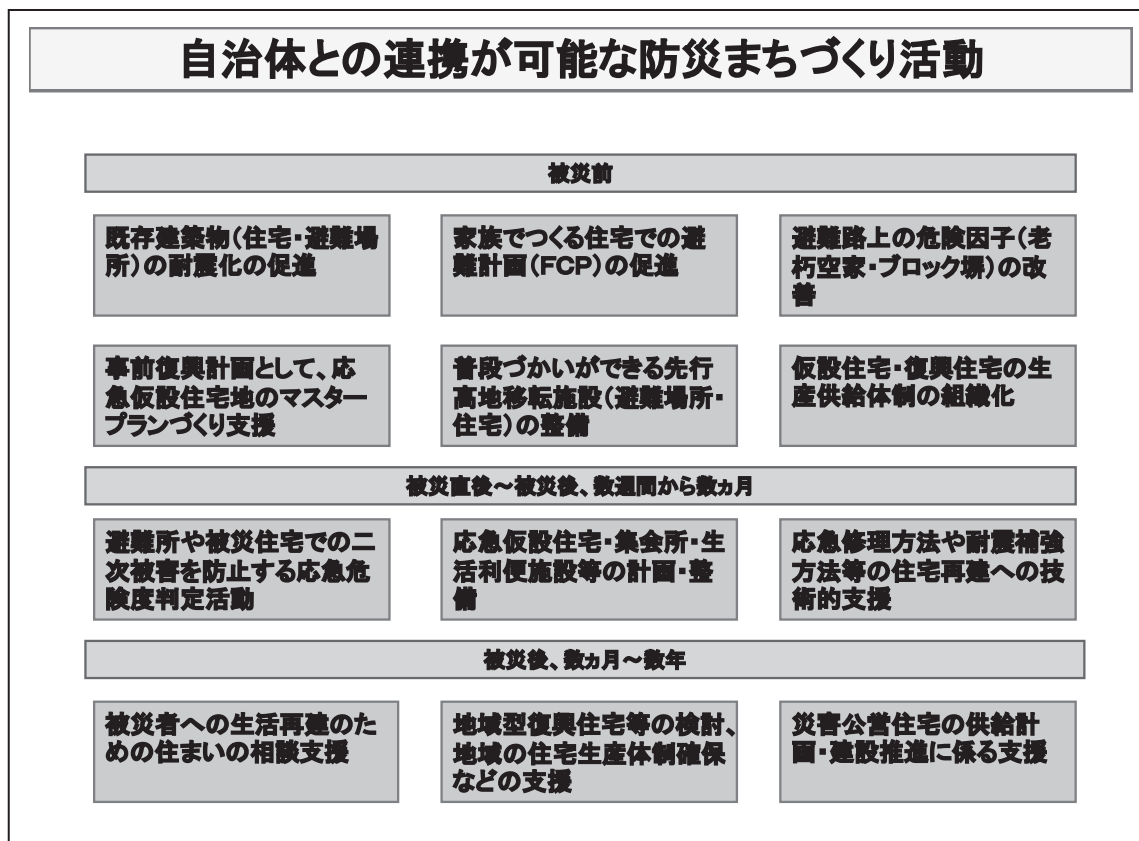 自治体との連携が可能な防災まちづくり活動
被災前
既存建築物(住宅・避難場
所)の耐震化の促進
家族でつくる住宅での避
難計画(FCP)の促進
避難路上の危険因子(老
朽空家・ブロック塀)の改
善
事前復興計画として、応
急仮設住宅地のマスター
プランづくり支援
普段づかいができる先行
高地移転施設(避難場所・
住宅)の整備
仮設住宅・復興住宅の生
産供給体制の組織化
被災直後～被災後、数週間から数ヵ月
避難所や被災住宅での二
次被害を防止する応急危
険度判定活動
応急仮設住宅・集会所・生
活利便施設等の計画・整
備
応急修理方法や耐震補強
方法等の住宅再建への技
術的支援
被災後、数ヵ月～数年
被災者への生活再建のた
めの住まいの相談支援
地域型復興住宅等の検討、
地域の住宅生産体制確保
などの支援
災害公営住宅の供給計
画・建設推進に係る支援